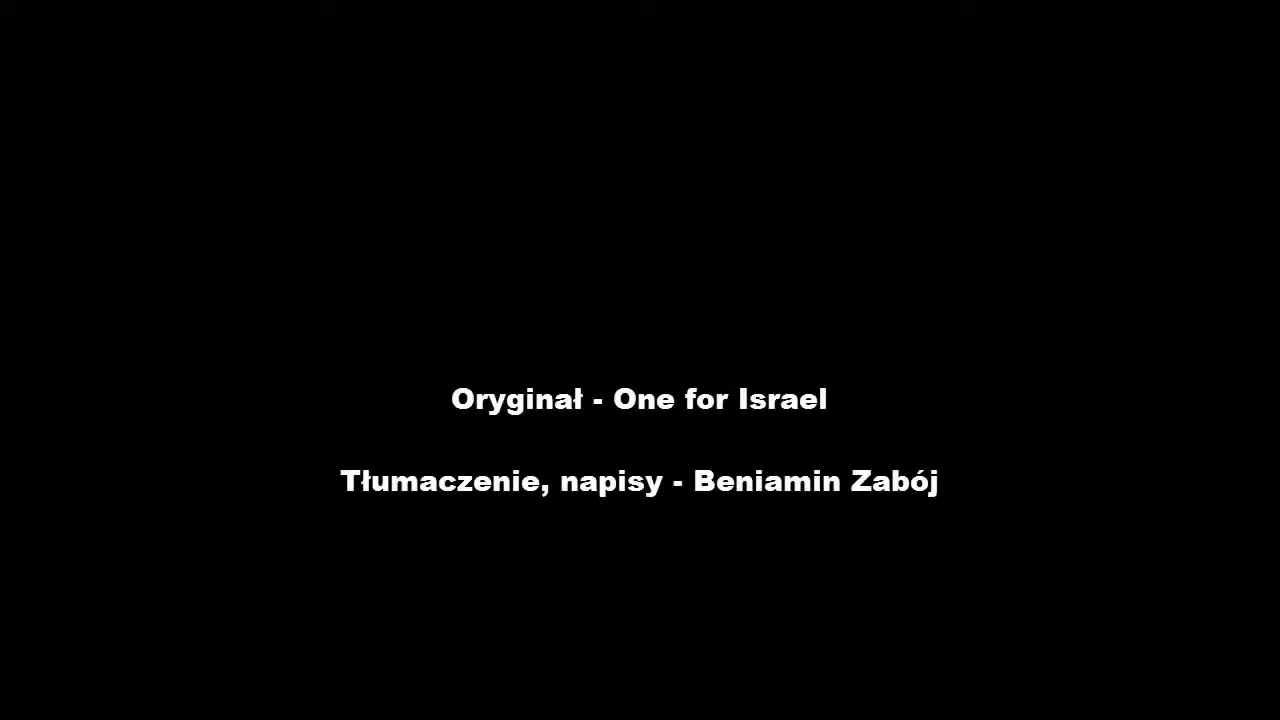 Oryginał - One for Israel
Tłumaczenie, napisy - Beniamin Zabój